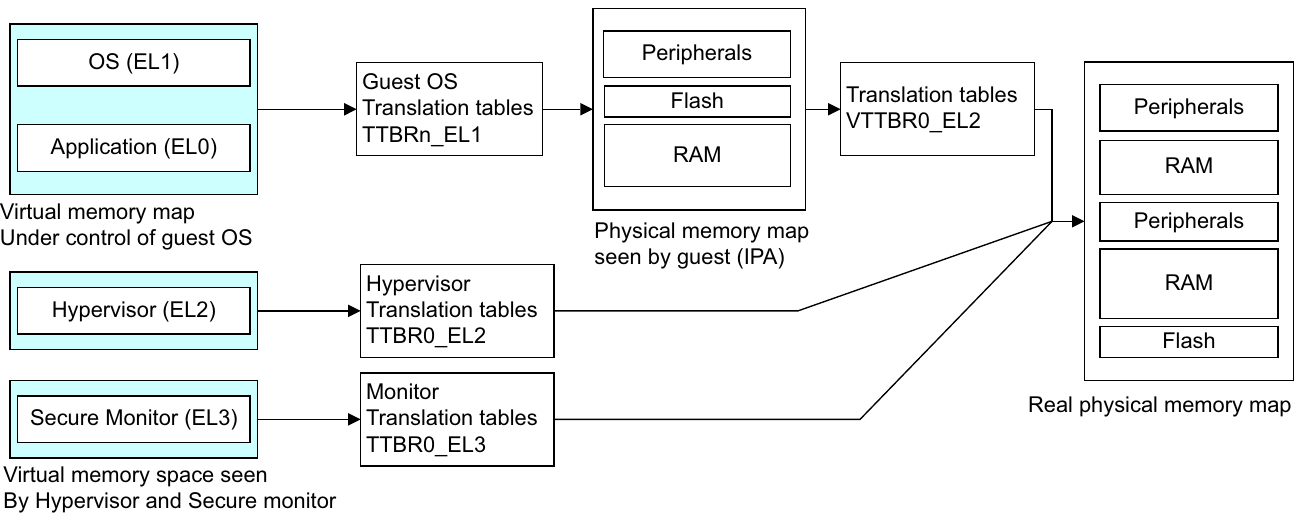 OS (EL1)
Application (EL0)
Virtual memory map
Under control of guest OS
Guest OS
Translation tables
TTBRn_EL1
Peripherals
Flash
RAM
Physical memory map
seen by guest (IPA)
Translation tables
VTTBR0_EL2
Hypervisor (EL2)
Hypervisor
Translation tables
TTBR0_EL2
Secure Monitor (EL3)
Virtual memory space seen
By Hypervisor and Secure monitor
Monitor
Translation tables
TTBR0_EL3
Peripherals
RAM
Peripherals
RAM
Flash
Real physical memory map